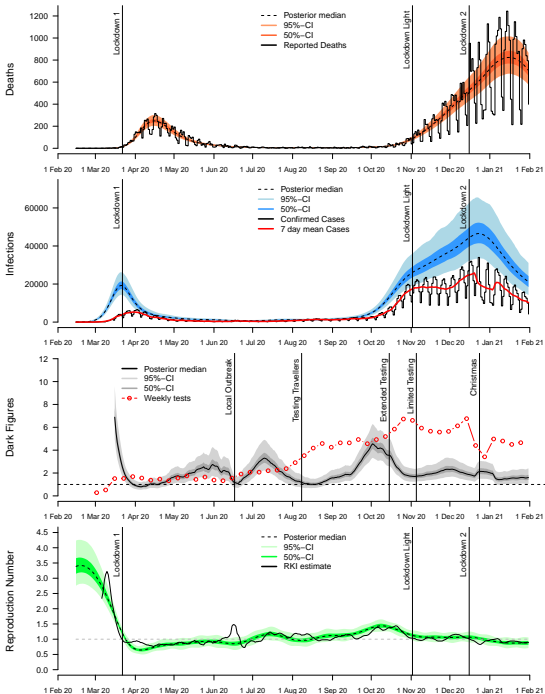 Deaths
1200
1000
800
600
400
200
0
Lockdown 1
Lockdown Light
Lockdown 2
Posterior median
95%−CI
50%−CI
Reported Deaths
1 Feb 20 1 Mar 20 1 Apr 20 1 May 20 1 Jun 20 1 Jul 20 1 Aug 20 1 Sep 20 1 Oct 20 1 Nov 20 1 Dec 20 1 Jan 21 1 Feb 21
Infections
60000
40000
20000
0
Lockdown 1
Lockdown Light
Lockdown 2
Posterior median
95%−CI
50%−CI
Confirmed Cases
7 day mean Cases
1 Feb 20 1 Mar 20 1 Apr 20 1 May 20 1 Jun 20 1 Jul 20 1 Aug 20 1 Sep 20 1 Oct 20 1 Nov 20 1 Dec 20 1 Jan 21 1 Feb 21
Dark Figures
12
10
8
6
4
2
0
Posterior median
95%−CI
50%−CI
Weekly tests
Local Outbreak
Testing Travellers
Extended Testing
Limited Testing
Christmas
1 Feb 20 1 Mar 20 1 Apr 20 1 May 20 1 Jun 20 1 Jul 20 1 Aug 20 1 Sep 20 1 Oct 20 1 Nov 20 1 Dec 20 1 Jan 21 1 Feb 21
Reproduction Number
4.5
4.0
3.5
3.0
2.5
2.0
1.5
1.0
0.5
0.0
Lockdown 1
Lockdown Light
Lockdown 2
Posterior median
95%−CI
50%−CI
RKI estimate
1 Feb 20 1 Mar 20 1 Apr 20 1 May 20 1 Jun 20 1 Jul 20 1 Aug 20 1 Sep 20 1 Oct 20 1 Nov 20 1 Dec 20 1 Jan 21 1 Feb 21